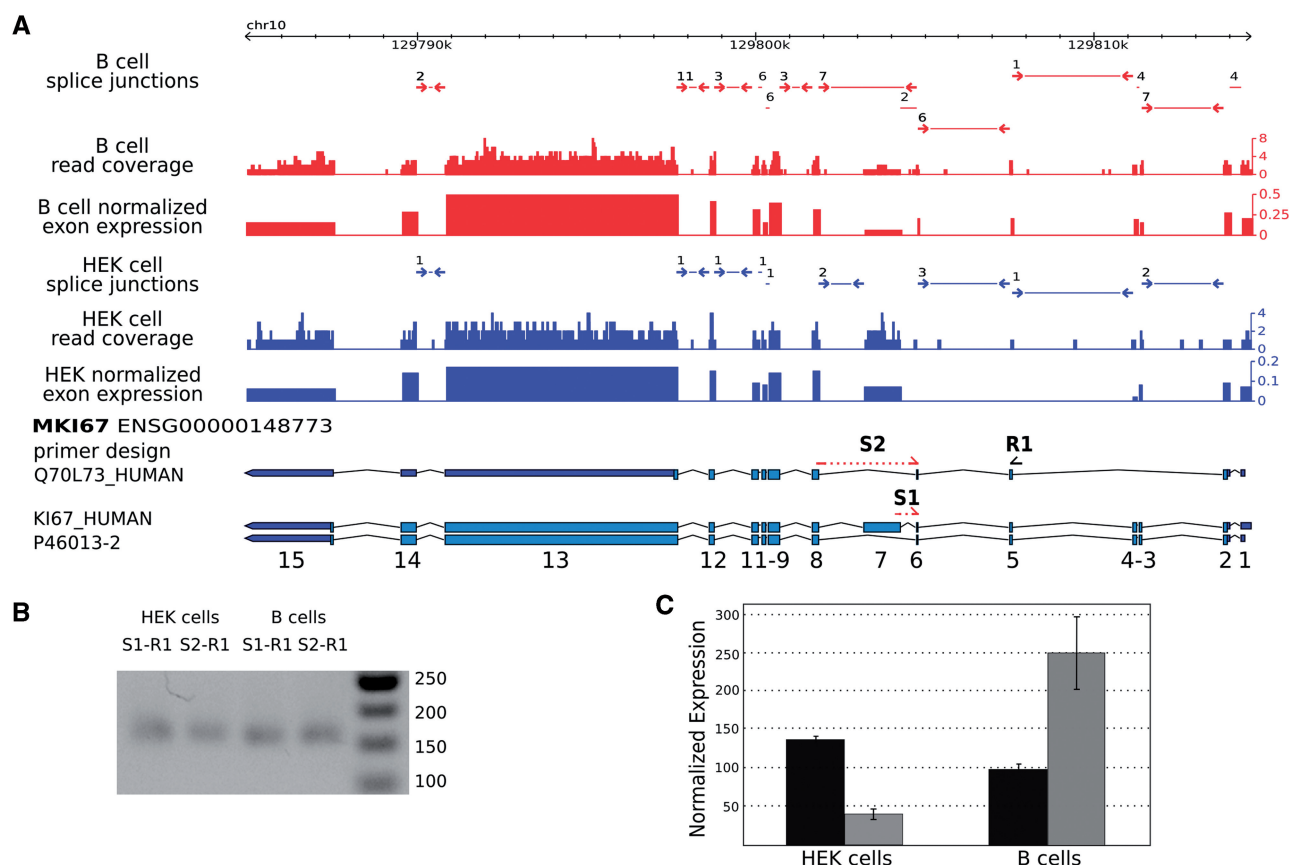 A
chr10
129790k 129800k 129810k
B cell
splice junctions
2 11 3 6 6 3 7 2 6 1 4 7 4
B cell
read coverage
8
4
0
B cell normalized
exon expression
0.5
0.25
0
HEK cell
splice junctions
1 1 1 1 1 2 3 1 2
HEK cell
read coverage
4
2
0
HEK normalized
exon expression
0.2
0.1
0
MKI67 ENSG00000148773
primer design
S2 R1
Q70L73_HUMAN
S1
KI67_HUMAN
P46013-2
15 14 13 12 11-9 8 7 6 5 4-3 2 1
B
HEK cells B cells
S1-R1 S2-R1 S1-R1 S2-R1
250
200
150
100
C
Normalized Expression
300
250
200
150
100
50
HEK cells B cells